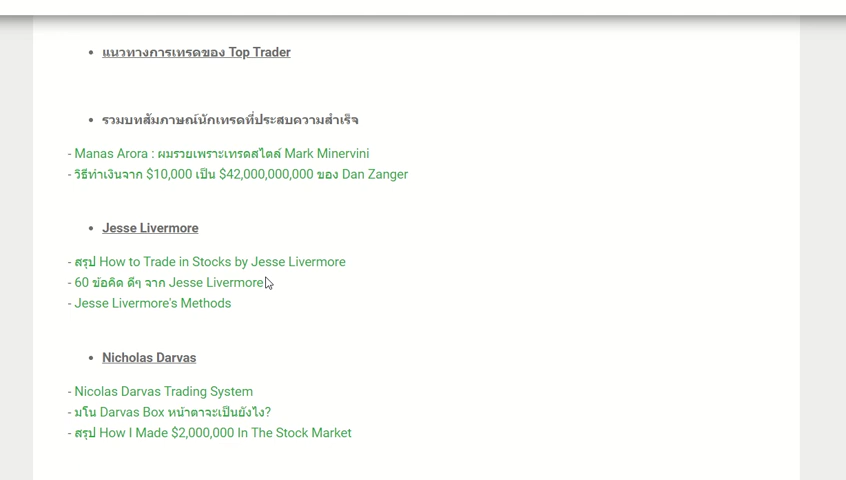 แนวทางการเทรดของ Top Trader
รวมบทสัมภาษณ์นักเทรดที่ประสบความสำเร็จ
- Manas Arora : ผมรวยเพราะเทรดสไตล์ Mark Minervini
- วิธีทำเงินจาก $10,000 เป็น $42,000,000,000 ของ Dan Zanger
Jesse Livermore
- สรุป How to Trade in Stocks by Jesse Livermore
- 60 ข้อคิด ดีๆ จาก Jesse Livermore
- Jesse Livermore's Methods
Nicholas Darvas
- Nicolas Darvas Trading System
- มโน Darvas Box หน้าตาจะเป็นยังไง?
- สรุป How I Made $2,000,000 In The Stock Market